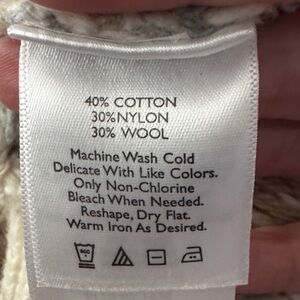 40% COTTON
30%NYLON
30% WOOL
Machine Wash Cold
Delicate With Like Colors.
Only Non-Chlorine
Bleach When Needed.
Reshape, Dry Flat.
Warm Iron As Desired.